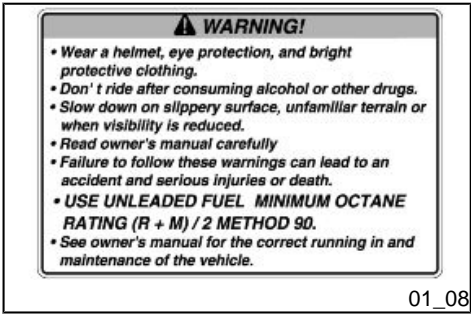 WARNING!
• Wear a helmet, eye protection, and bright
protective clothing.
• Don' t ride after consuming alcohol or other drugs.
• Slow down on slippery surface, unfamiliar terrain or
when visibility is reduced.
• Read owner's manual carefully
• Failure to follow these warnings can lead to an
accident and serious injuries or death.
• USE UNLEADED FUEL MINIMUM OCTANE
RATING (R + M) / 2 METHOD 90.
• See owner's manual for the correct running in and
maintenance of the vehicle.
01_08